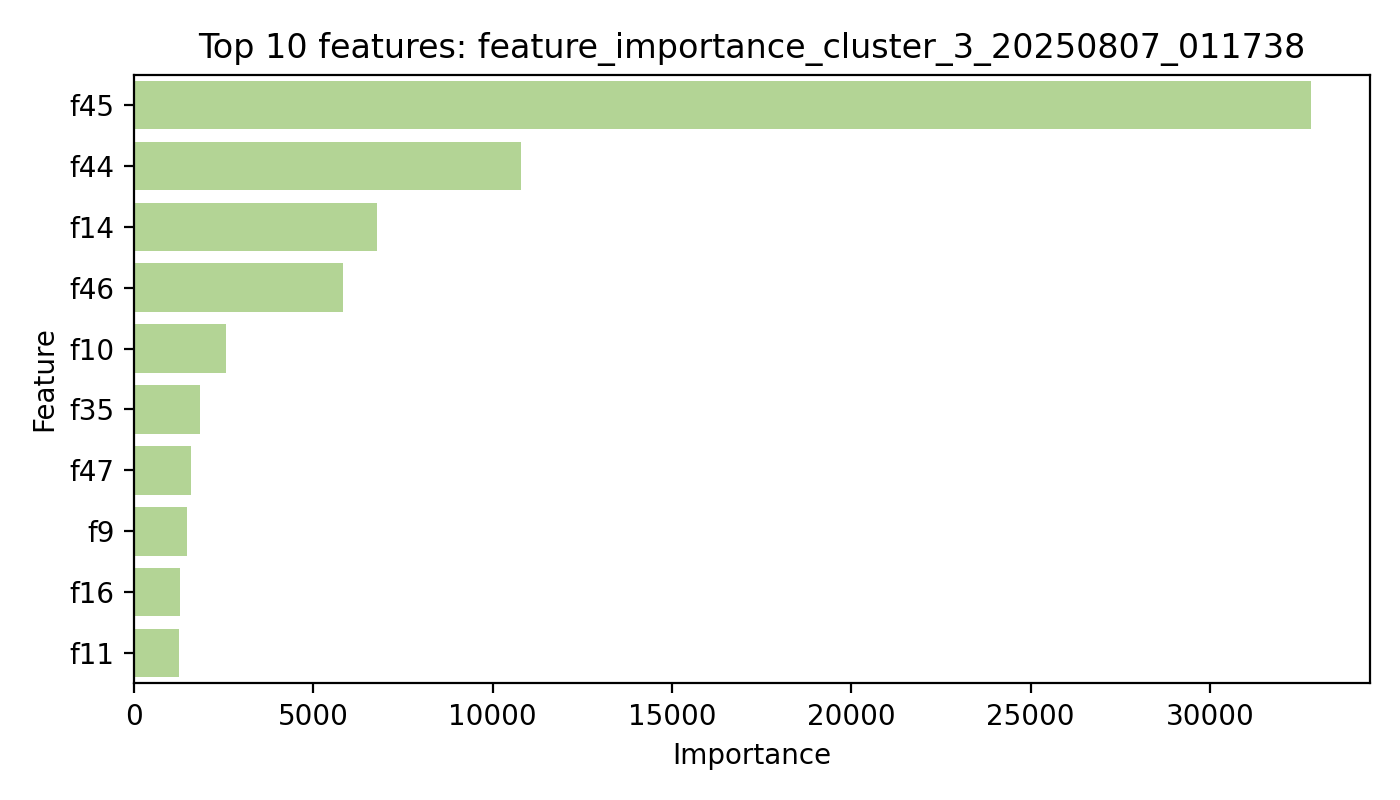 Top 10 features: feature_importance_cluster_3_20250807_011738
f45
f44
f14
f46
f10
f35
f47
f9
f16
f11
Feature
0 5000 10000 15000 20000 25000 30000
Importance